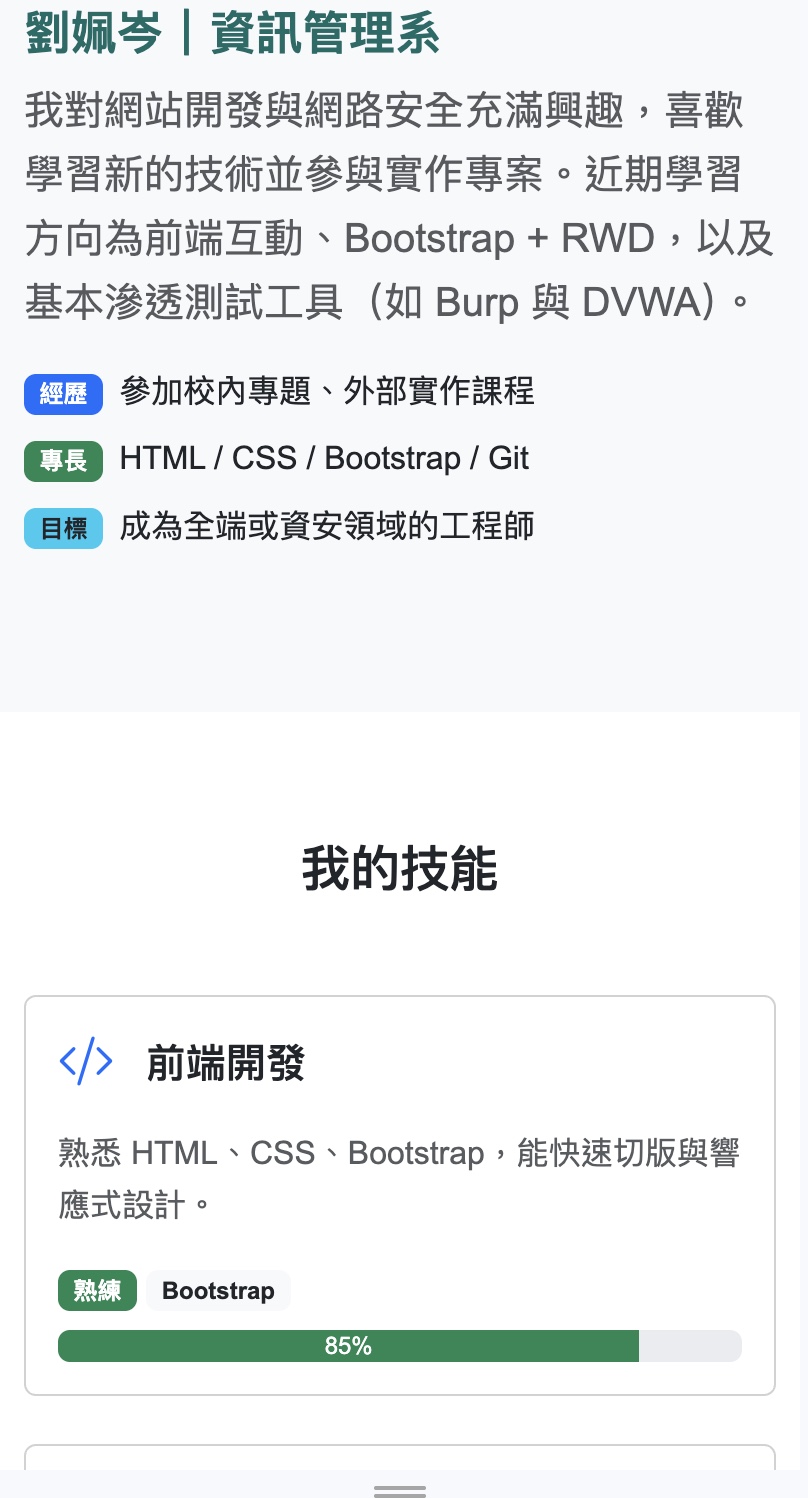 劉姵岑｜資訊管理系
我對網站開發與網路安全充滿興趣，喜歡
學習新的技術並參與實作專案。近期學習
方向為前端互動、Bootstrap + RWD，以及
基本滲透測試工具（如 Burp 與 DVWA）。
經歷 參加校內專題、外部實作課程
專長 HTML / CSS / Bootstrap / Git
目標 成為全端或資安領域的工程師
我的技能
</> 前端開發
熟悉 HTML、CSS、Bootstrap，能快速切版與響
應式設計。
熟練 Bootstrap
85%